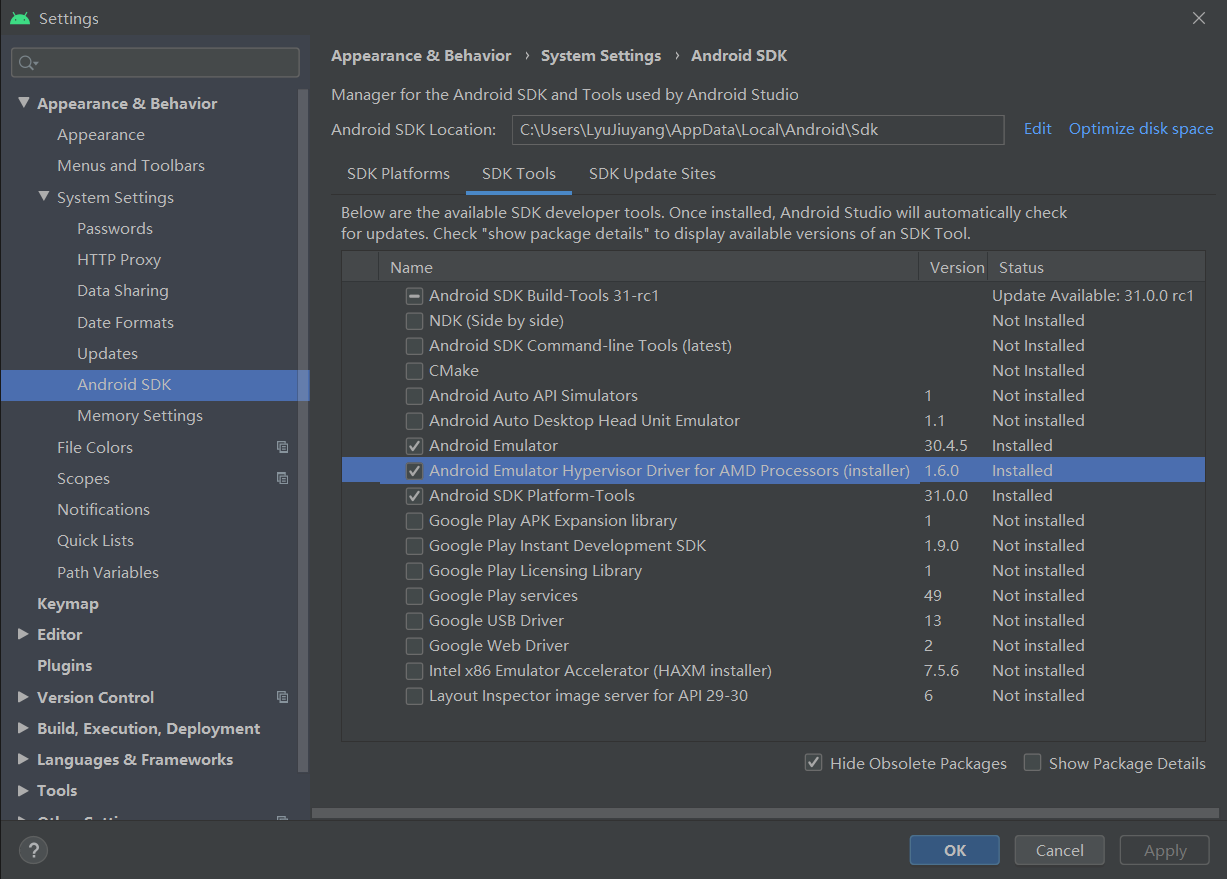 Settings
Appearance & Behavior
Appearance
Menus and Toolbars
System Settings
Passwords
HTTP Proxy
Data Sharing
Date Formats
Updates
Android SDK
Memory Settings
File Colors
Scopes
Notifications
Quick Lists
Path Variables
Keymap
Editor
Plugins
Version Control
Build, Execution, Deployment
Languages & Frameworks
Tools
Appearance & Behavior › System Settings › Android SDK
Manager for the Android SDK and Tools used by Android Studio
Android SDK Location: C:\Users\LyuJiuyang\AppData\Local\Android\Sdk Edit Optimize disk space
SDK Platforms SDK Tools SDK Update Sites
Below are the available SDK developer tools. Once installed, Android Studio will automatically check
for updates. Check "show package details" to display available versions of an SDK Tool.
Name Version Status
Android SDK Build-Tools 31-rc1 Update Available: 31.0.0 rc1
NDK (Side by side) Not Installed
Android SDK Command-line Tools (latest) Not Installed
CMake Not Installed
Android Auto API Simulators 1 Not installed
Android Auto Desktop Head Unit Emulator 1.1 Not installed
Android Emulator 30.4.5 Installed
Android Emulator Hypervisor Driver for AMD Processors (installer) 1.6.0 Installed
Android SDK Platform-Tools 31.0.0 Installed
Google Play APK Expansion library 1 Not installed
Google Play Instant Development SDK 1.9.0 Not installed
Google Play Licensing Library 1 Not installed
Google Play services 49 Not installed
Google USB Driver 13 Not installed
Google Web Driver 2 Not installed
Intel x86 Emulator Accelerator (HAXM installer) 7.5.6 Not installed
Layout Inspector image server for API 29-30 6 Not installed
Hide Obsolete Packages Show Package Details
? OK Cancel Apply